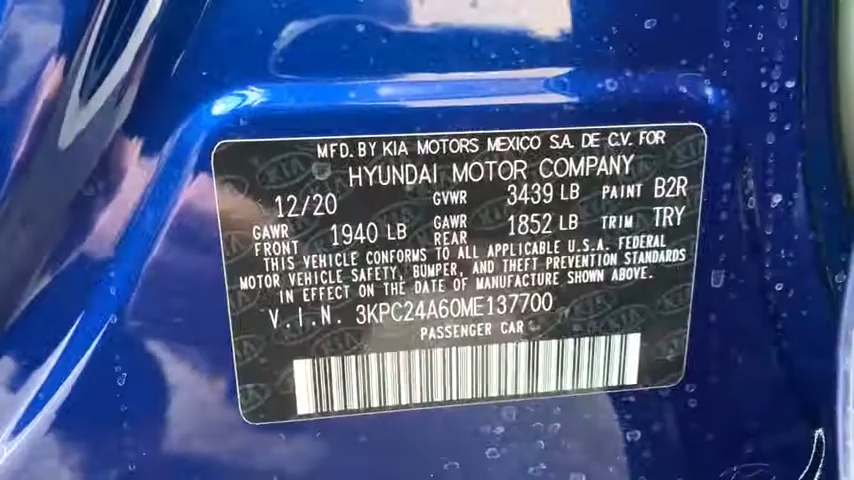 MFD. BY KIA MOTORS MEXICO S.A. DE C.V. FOR
HYUNDAI MOTOR COMPANY
12/20 GVWR 3439 LB PAINT B2R
GAWR FRONT 1940 LB GAWR REAR 1852 LB TRIM TRY
THIS VEHICLE CONFORMS TO ALL APPLICABLE U.S.A. FEDERAL
MOTOR VEHICLE SAFETY, BUMPER, AND THEFT PREVENTION STANDARDS
IN EFFECT ON THE DATE OF MANUFACTURE SHOWN ABOVE.
V.I.N. 3KPC24A60ME137700
PASSENGER CAR